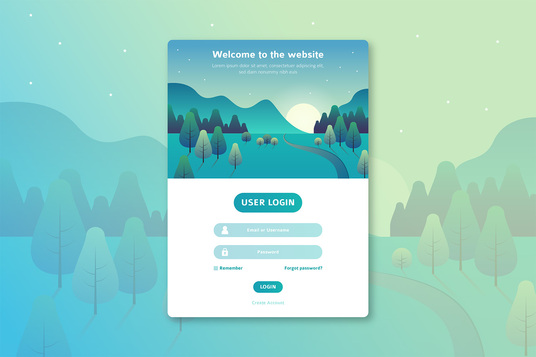 Welcome to the website
Lorem ipsum dolor sit amet, consectetuer adipiscing elit,
sed diam nonummy nibh euis
USER LOGIN
Email or Username
Password
Remember Forgot password?
LOGIN
Create Account